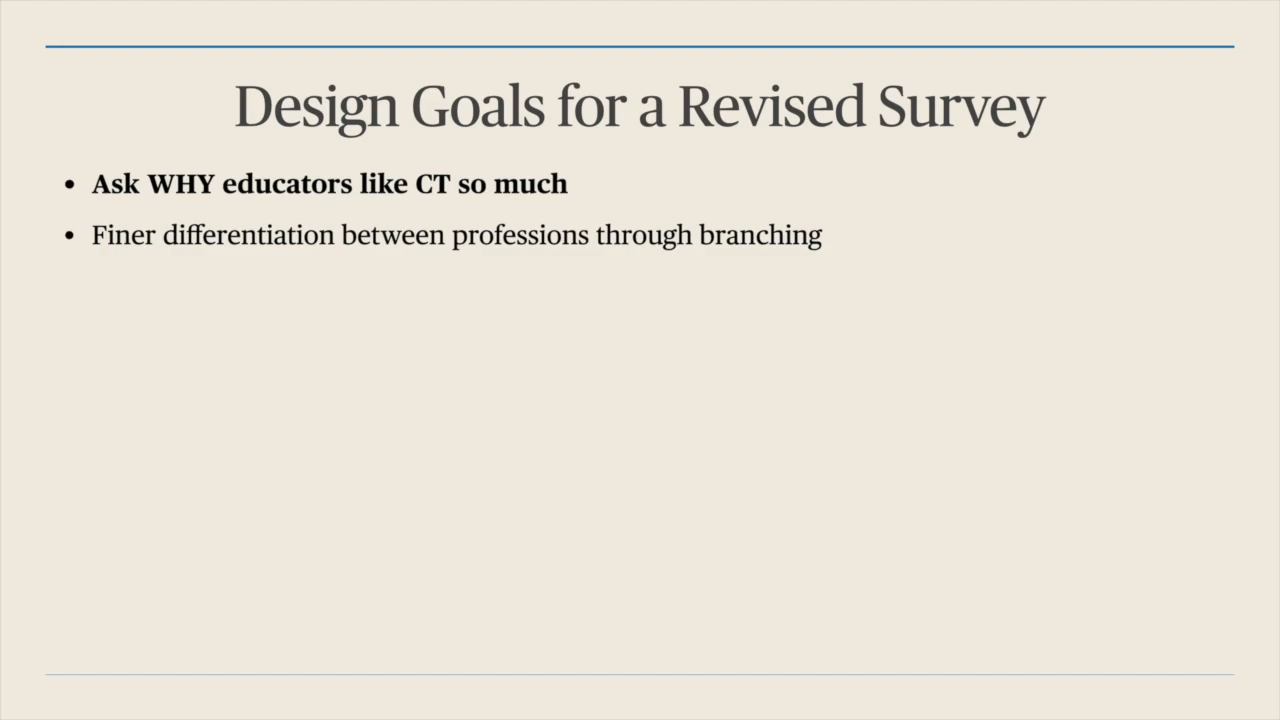 Design Goals for a Revised Survey
• Ask WHY educators like CT so much
• Finer differentiation between professions through branching